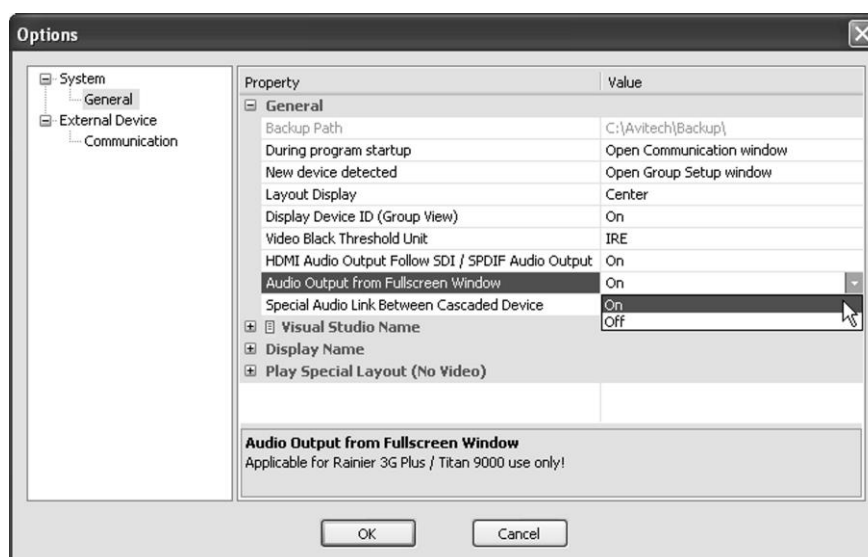 Options
System
General
External Device
Communication
Property Value
General
Backup Path C:\Avitech\Backup\
During program startup Open Communication window
New device detected Open Group Setup window
Layout Display Center
Display Device ID (Group View) On
Video Black Threshold Unit IRE
HDMI Audio Output Follow SDI / SPDIF Audio Output On
Audio Output from Fullscreen Window On
Special Audio Link Between Cascaded Device On
Off
Visual Studio Name
Display Name
Play Special Layout (No Video)
Audio Output from Fullscreen Window
Applicable for Rainier 3G Plus / Titan 9000 use only!
OK Cancel